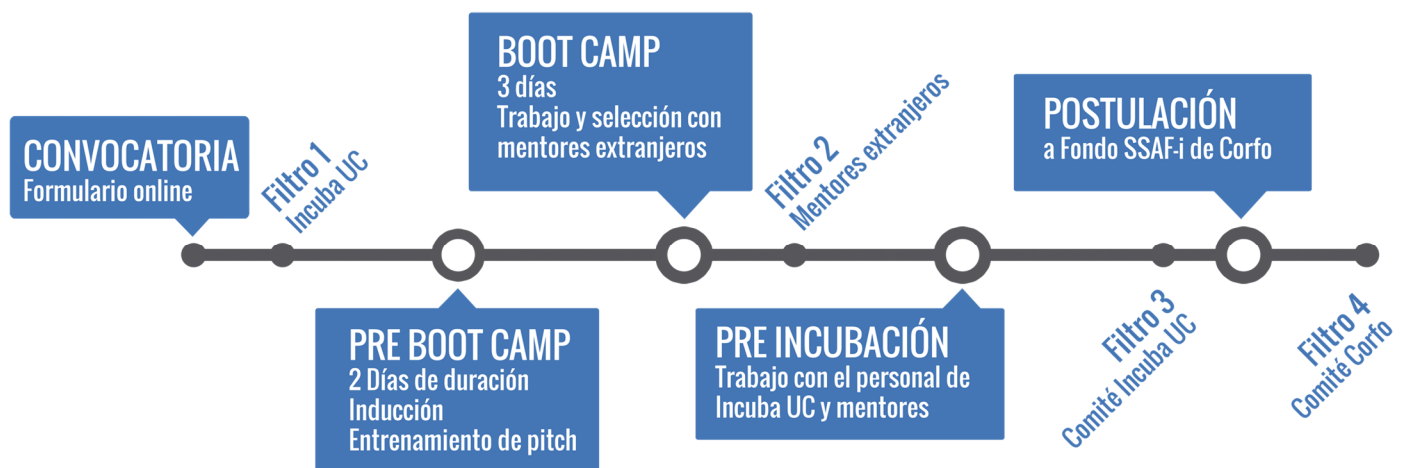 CONVOCATORIA
Formulario online
Filtro 1
Incuba UC
PRE BOOT CAMP
2 Días de duración
Inducción
Entrenamiento de pitch
BOOT CAMP
3 días
Trabajo y selección con
mentores extranjeros
Filtro 2
Mentores extranjeros
PRE INCUBACIÓN
Trabajo con el personal de
Incuba UC y mentores
Filtro 3
Comité Incuba UC
POSTULACIÓN
a Fondo SSAF-i de Corfo
Filtro 4
Comité Corfo